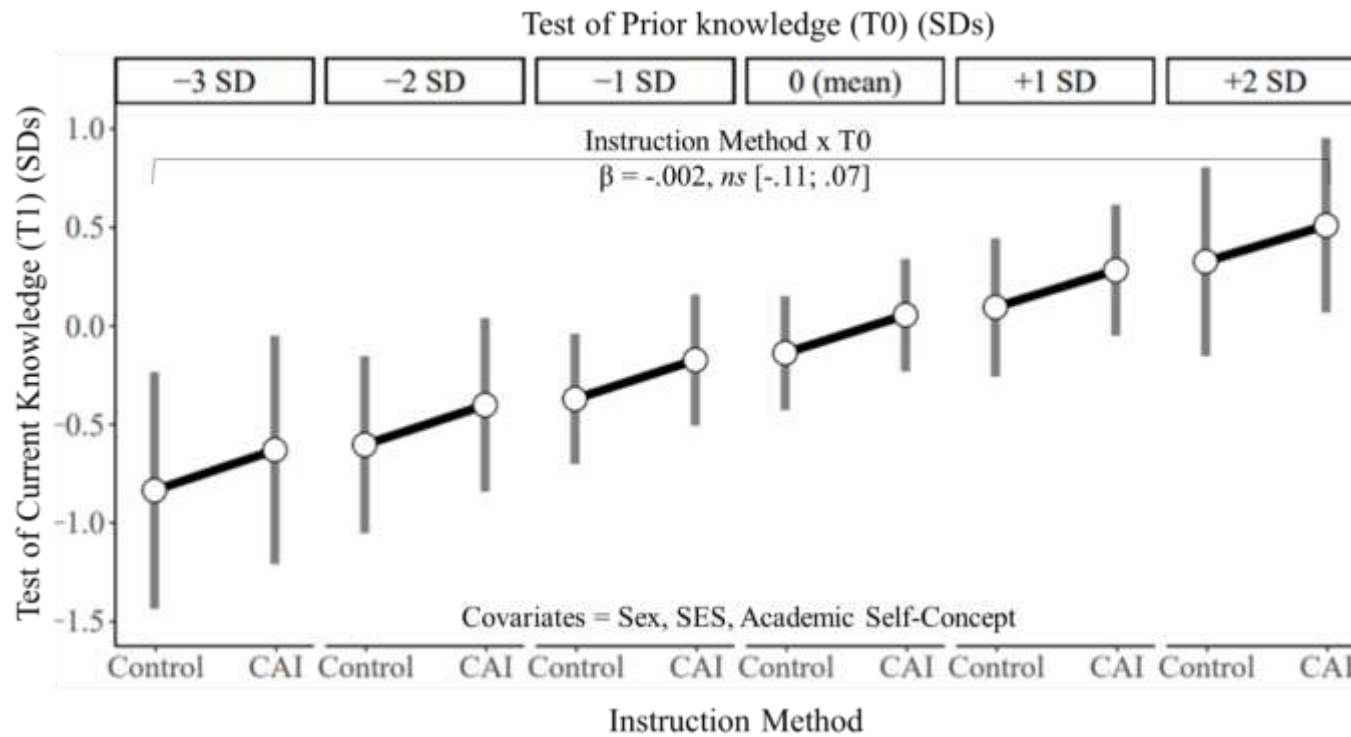 Test of Prior knowledge (T0) (SDs)
−3 SD
−2 SD
−1 SD
0 (mean)
+1 SD
+2 SD
Test of Current Knowledge (T1) (SDs)
1.0
0.5
0.0
−0.5
−1.0
−1.5
Instruction Method x T0
β = -.002, ns [-.11; .07]
Covariates = Sex, SES, Academic Self-Concept
Control CAI Control CAI Control CAI Control CAI Control CAI Control CAI
Instruction Method